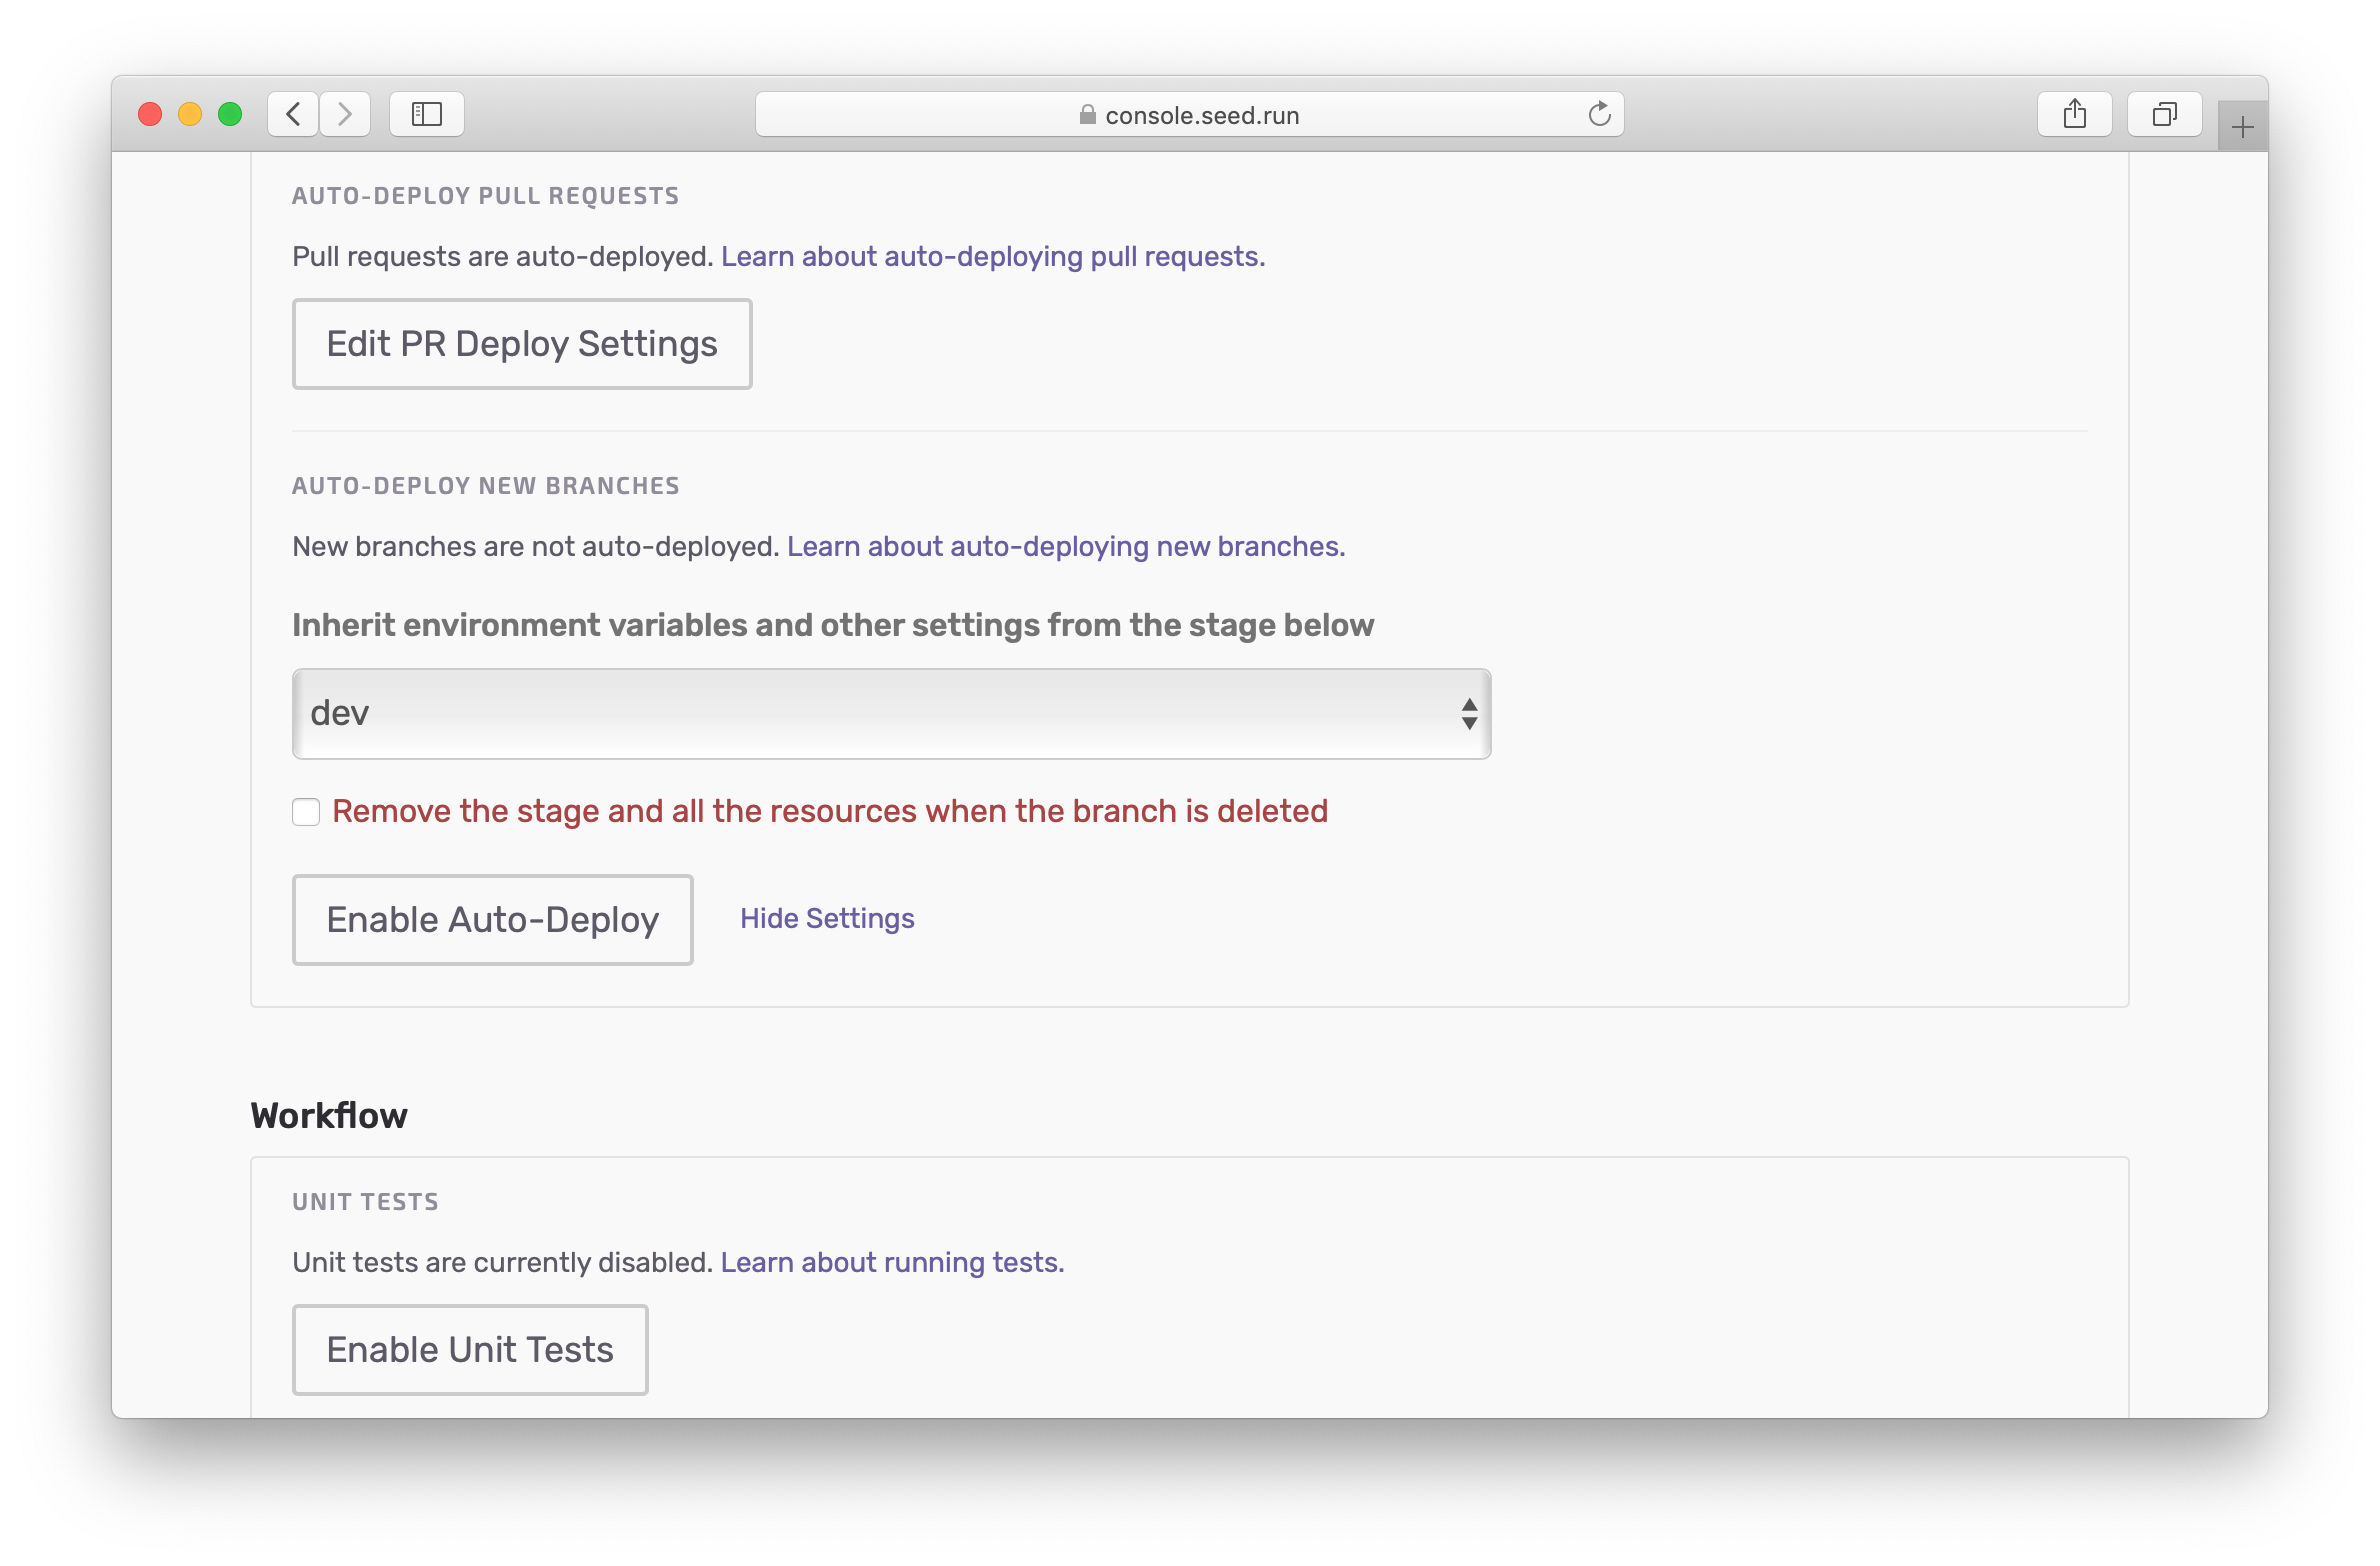 console.seed.run
AUTO-DEPLOY PULL REQUESTS
Pull requests are auto-deployed. Learn about auto-deploying pull requests.
Edit PR Deploy Settings
AUTO-DEPLOY NEW BRANCHES
New branches are not auto-deployed. Learn about auto-deploying new branches.
Inherit environment variables and other settings from the stage below
dev
Remove the stage and all the resources when the branch is deleted
Enable Auto-Deploy Hide Settings
Workflow
UNIT TESTS
Unit tests are currently disabled. Learn about running tests.
Enable Unit Tests